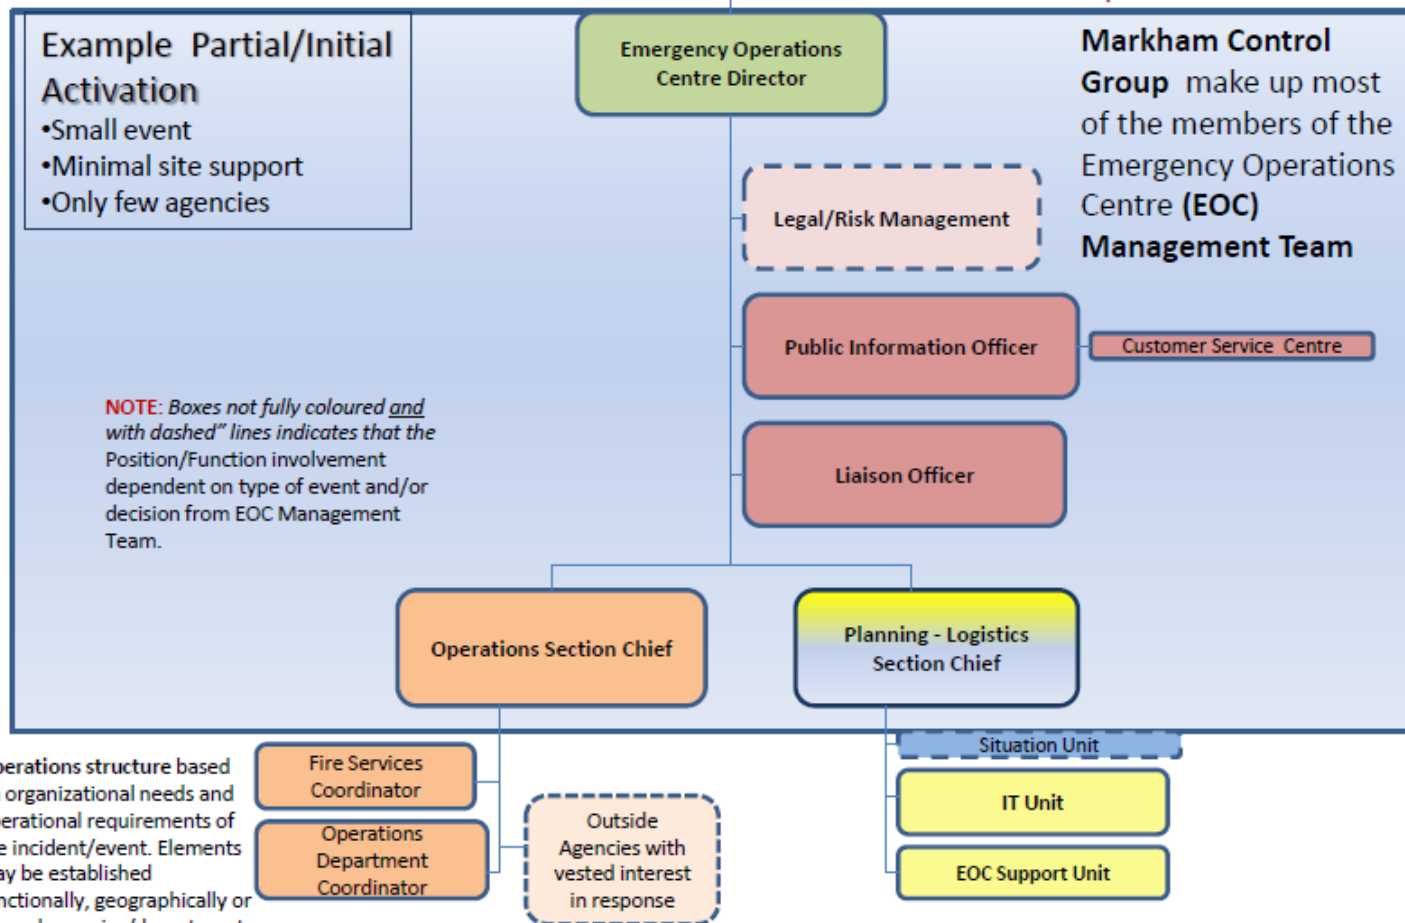 Example Partial/Initial
Activation
•Small event
•Minimal site support
•Only few agencies
Emergency Operations
Centre Director
Markham Control
Group make up most
of the members of the
Emergency Operations
Centre (EOC)
Management Team
Legal/Risk Management
Public Information Officer
Customer Service Centre
Liaison Officer
NOTE: Boxes not fully coloured and
with dashed” lines indicates that the
Position/Function involvement
dependent on type of event and/or
decision from EOC Management
Team.
Operations Section Chief
Planning - Logistics
Section Chief
Fire Services
Coordinator
Operations
Department
Coordinator
Outside
Agencies with
vested interest
in response
Situation Unit
IT Unit
EOC Support Unit
perations structure based
organizational needs and
perational requirements of
e incident/event. Elements
ay be established
nctionally, geographically or